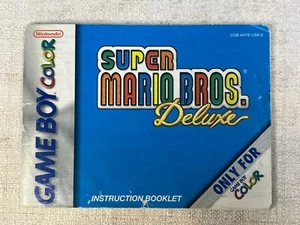 Nintendo
GAME BOY COLOR
SUPER
MARIO BROS.
Deluxe
INSTRUCTION BOOKLET
ONLY FOR
GAME BOY
COLOR